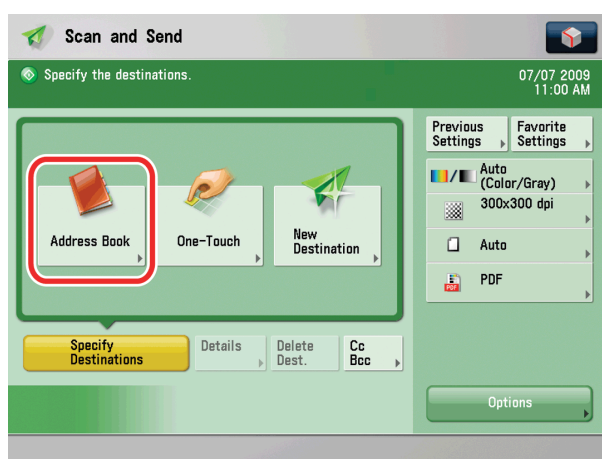 Scan and Send
Specify the destinations.
07/07 2009
11:00 AM
Previous
Settings
Favorite
Settings
Auto
(Color/Gray)
300x300 dpi
Auto
PDF
PDF
Address Book
One-Touch
New
Destination
Specify
Destinations
Details
Delete
Dest.
Cc
Bcc
Options